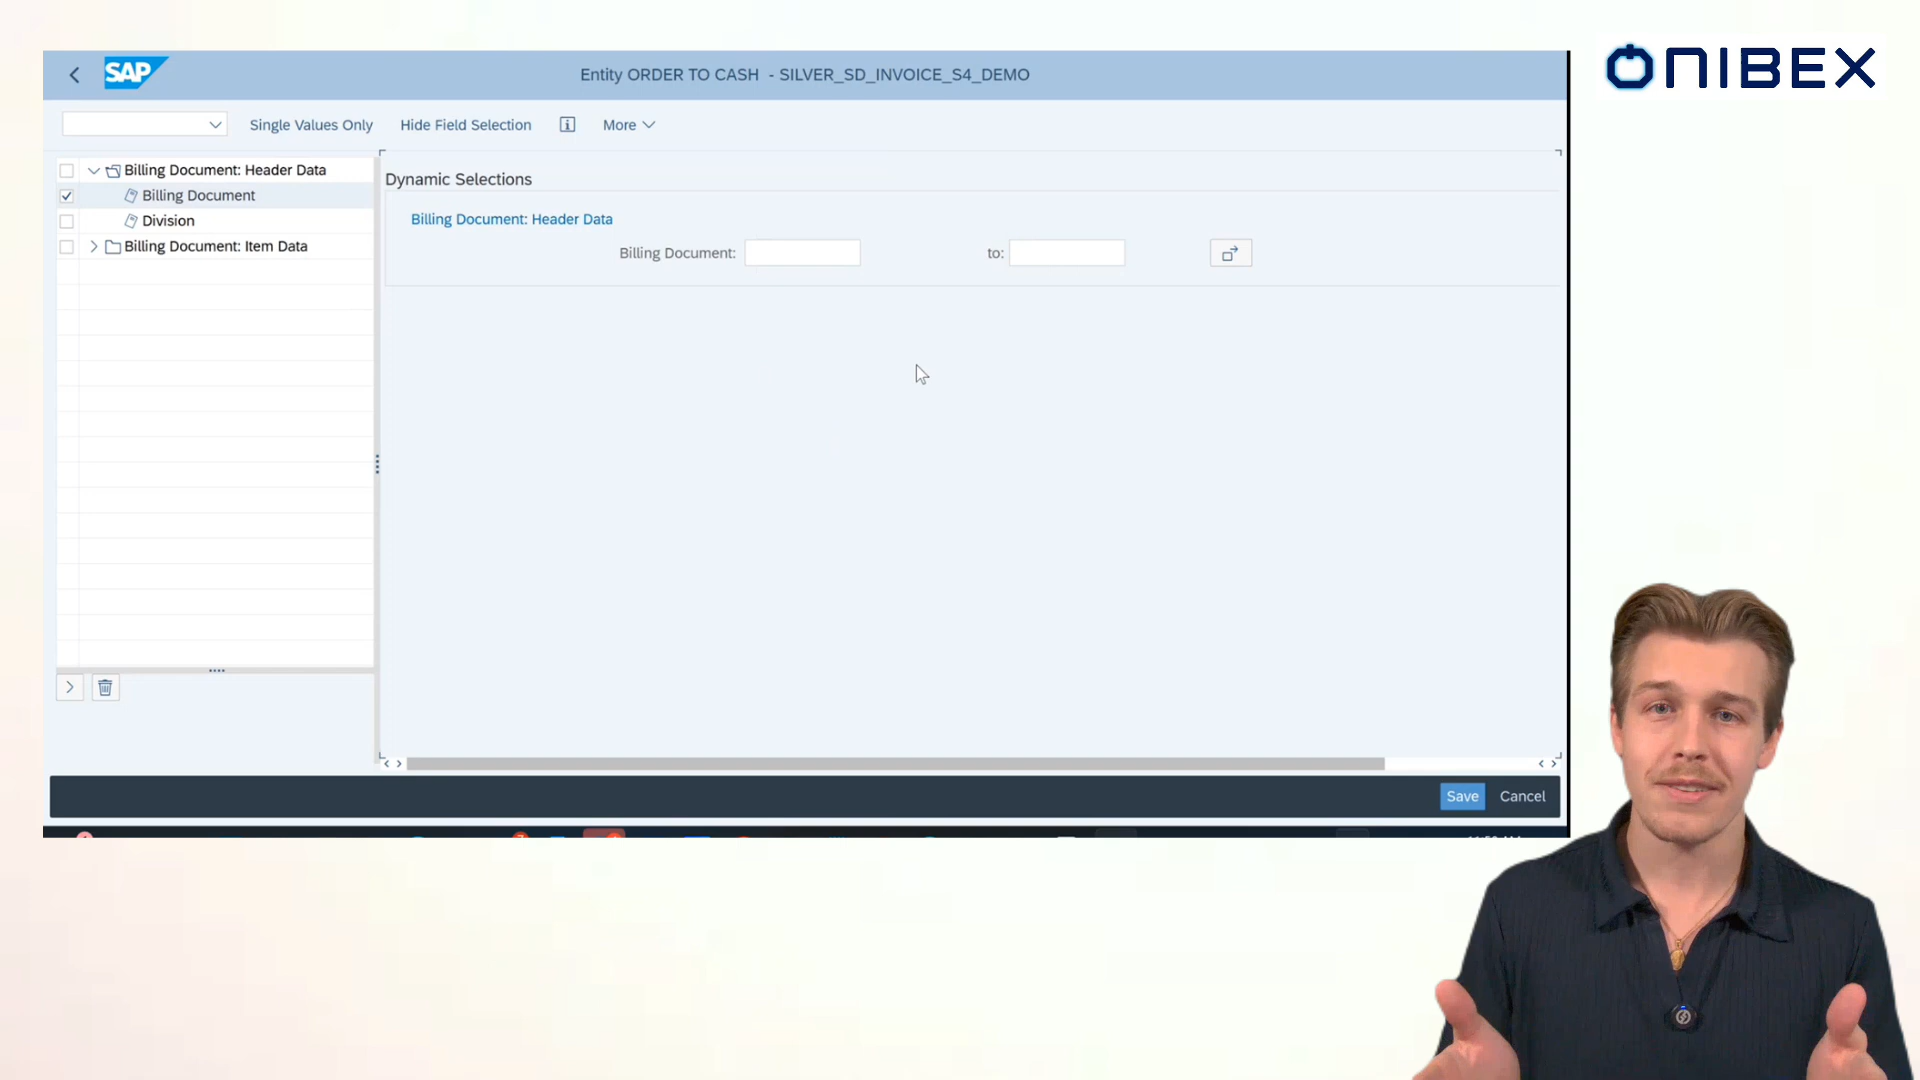 SAP
Entity ORDER TO CASH - SILVER_SD_INVOICE_S4_DEMO
ONIBEX
Single Values Only
Hide Field Selection
More
Billing Document: Header Data
Billing Document
Division
Billing Document: Item Data
Dynamic Selections
Billing Document: Header Data
Billing Document:
to:
Save
Cancel